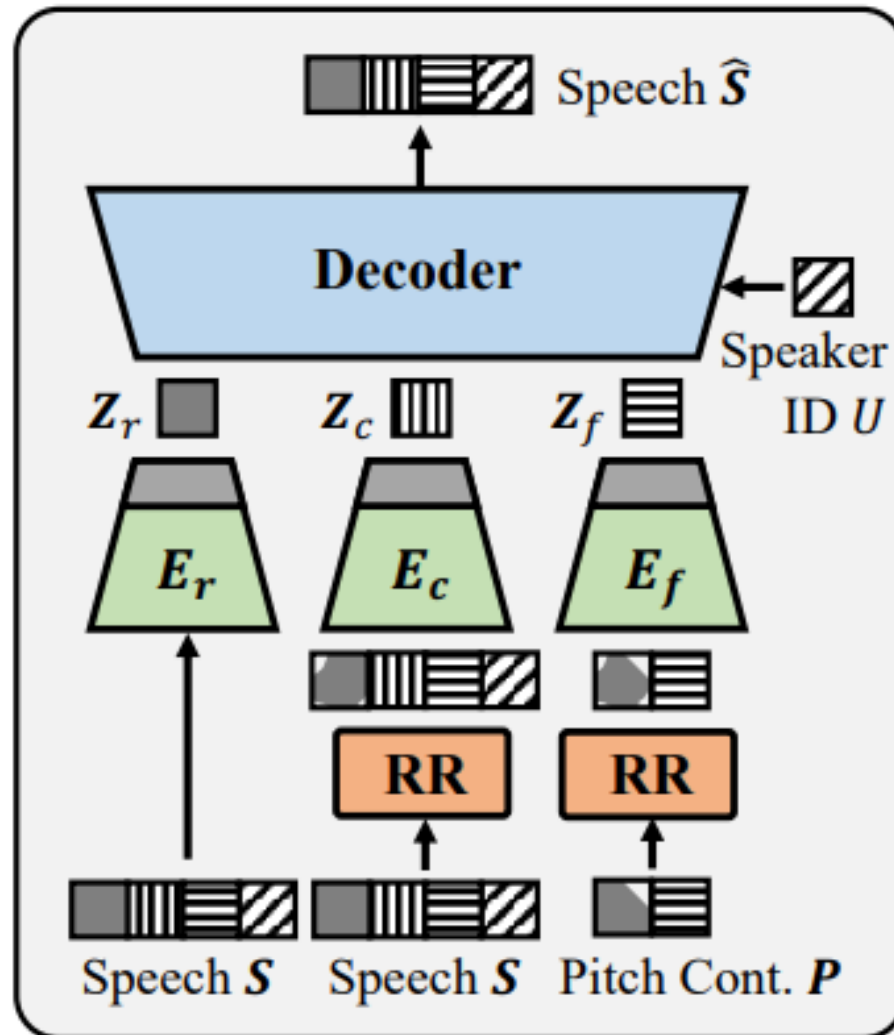 Speech Ŝ
Decoder
Speaker
ID U
Z_r
Z_c
Z_f
E_r
E_c
E_f
RR
RR
Speech S
Speech S
Pitch Cont. P